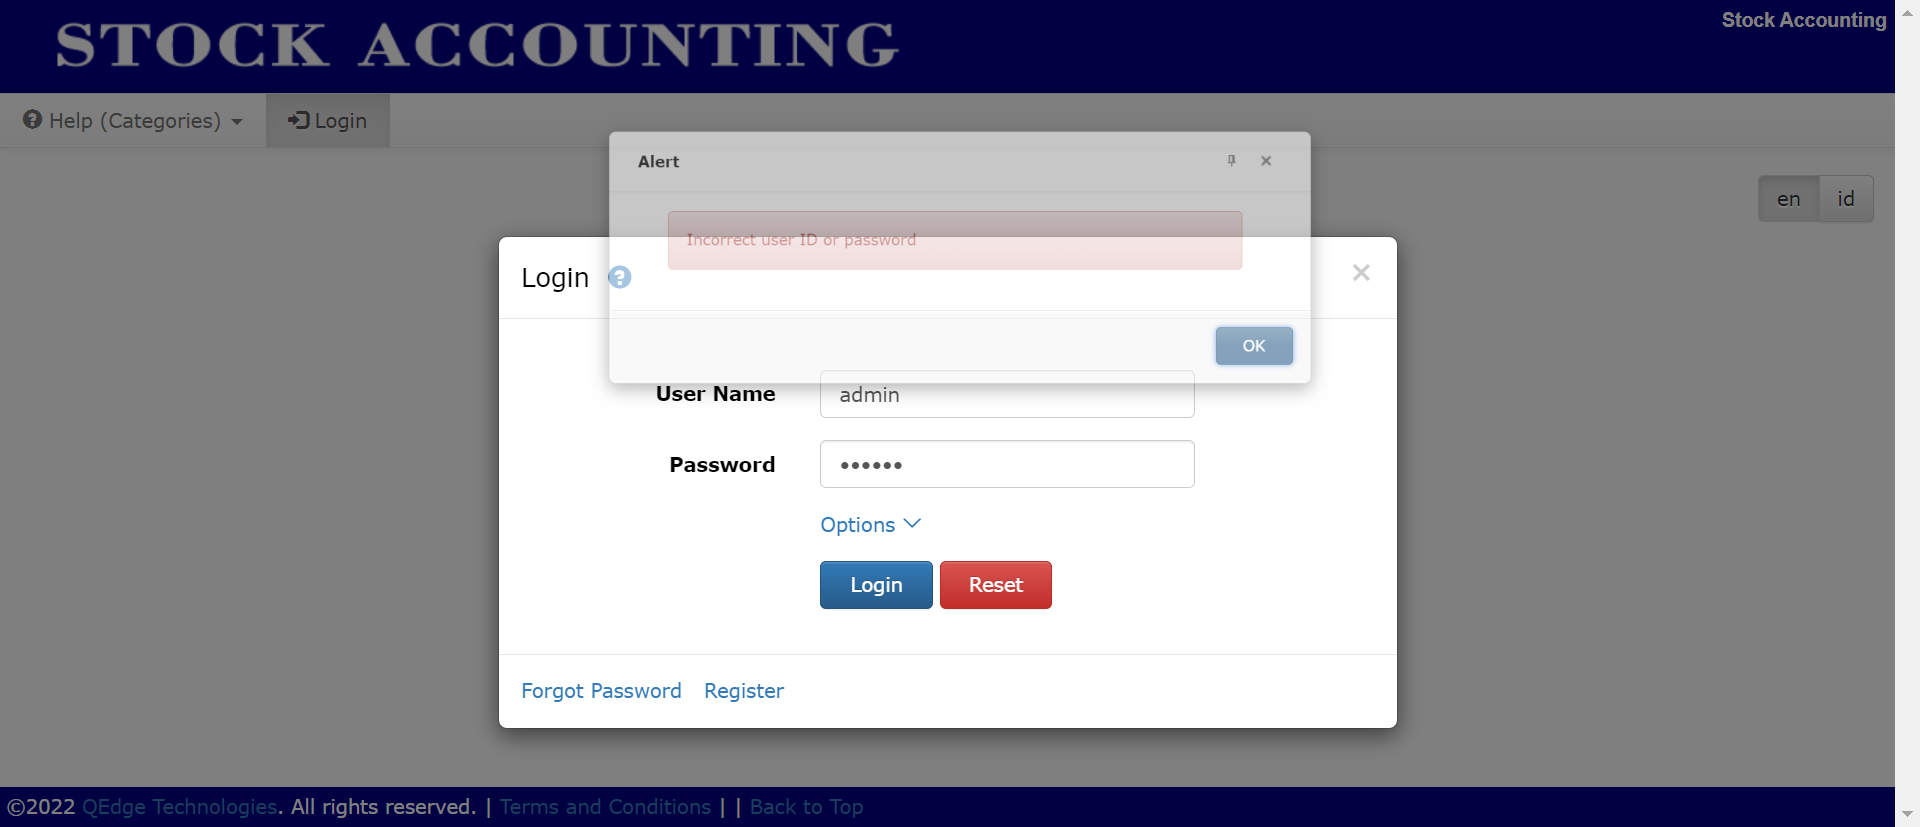 STOCK ACCOUNTING
Stock Accounting
Help (Categories)
Login
Alert
en
id
Incorrect user ID or password
Login
OK
User Name
admin
Password
••••••
Options
Login
Reset
Forgot Password
Register
©2022 QEdge Technologies. All rights reserved. | Terms and Conditions | | Back to Top